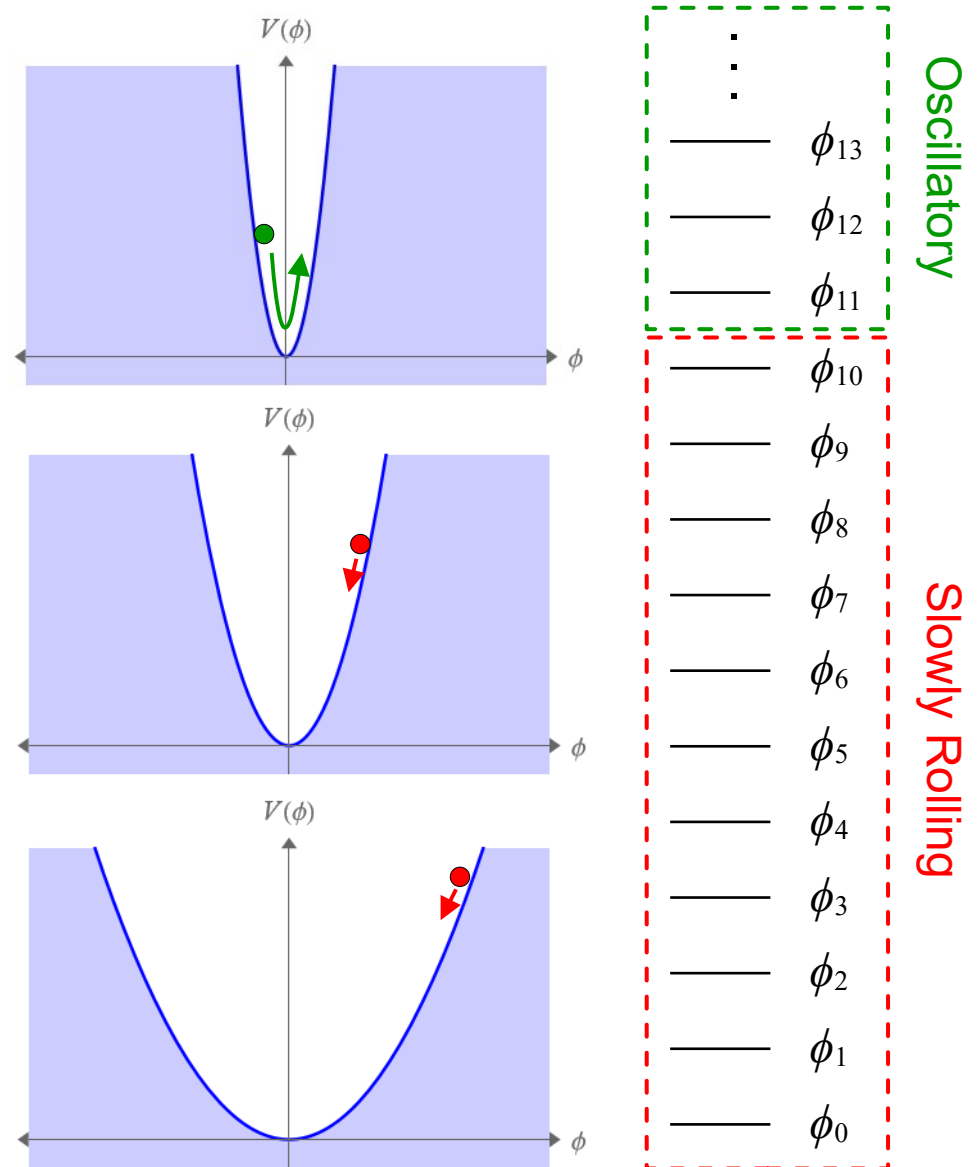 V(ϕ)
ϕ
V(ϕ)
ϕ
V(ϕ)
ϕ
ϕ₁₃
ϕ₁₂
ϕ₁₁
ϕ₁₀
ϕ₉
ϕ₈
ϕ₇
ϕ₆
ϕ₅
ϕ₄
ϕ₃
ϕ₂
ϕ₁
ϕ₀
Oscillatory
Slowly Rolling